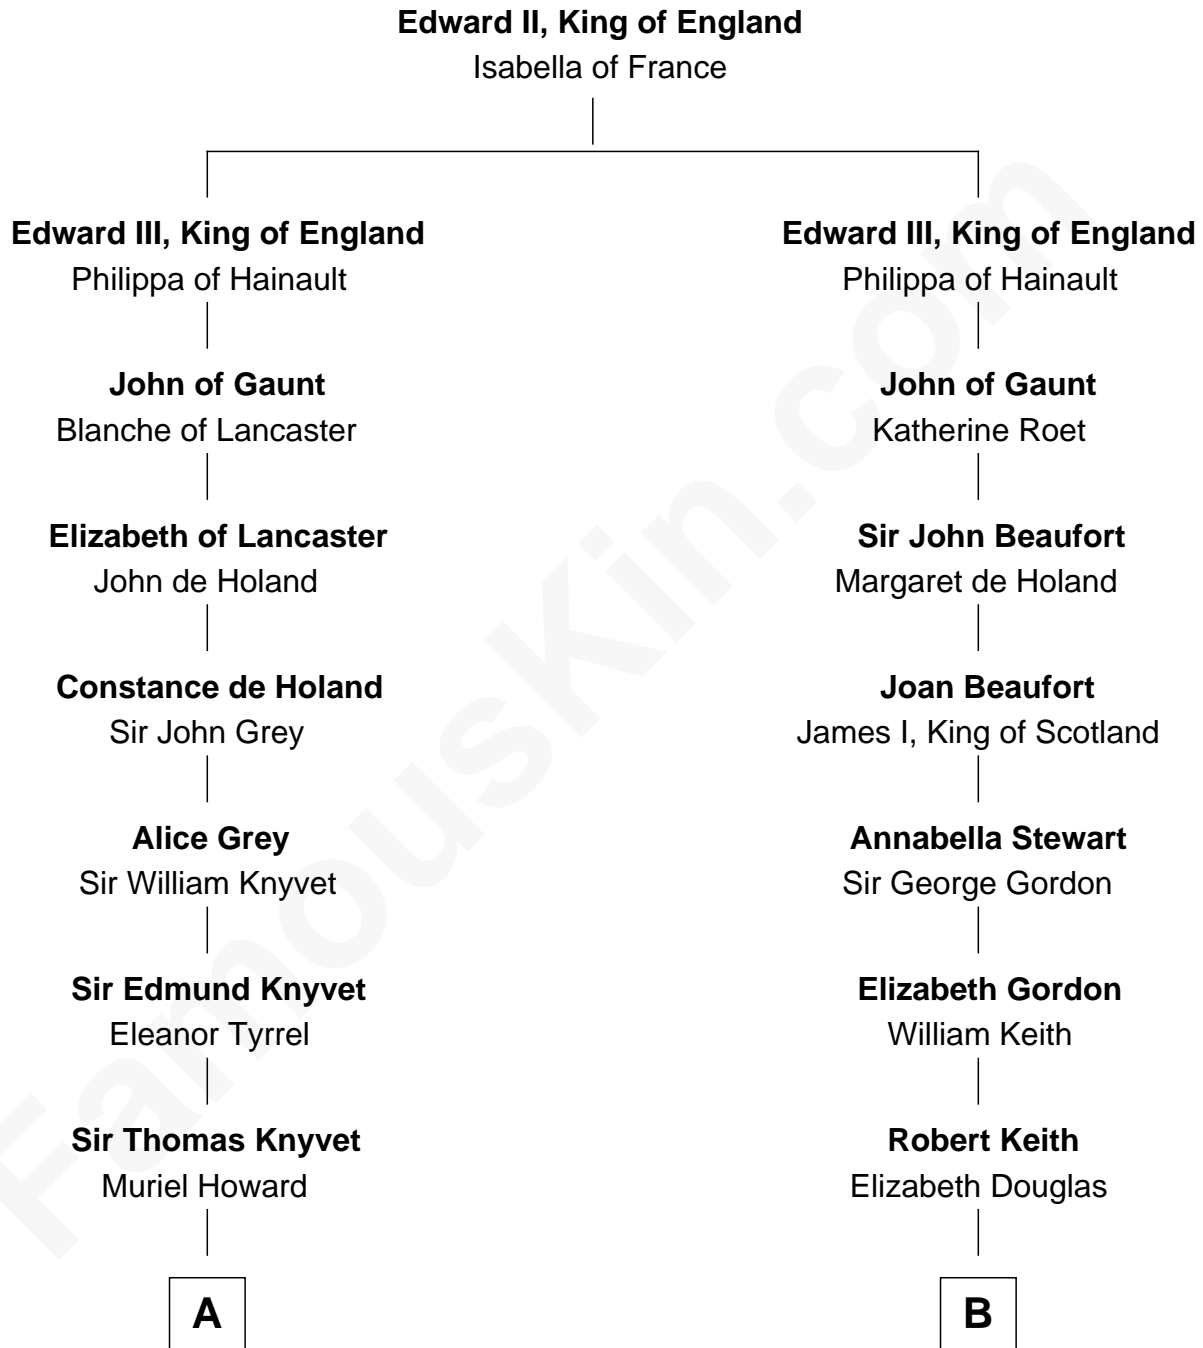 Edward II, King of England
Isabella of France
Edward III, King of England
Philippa of Hainault
John of Gaunt
Blanche of Lancaster
Elizabeth of Lancaster
John de Holand
Constance de Holand
Sir John Grey
Alice Grey
Sir William Knyvet
Sir Edmund Knyvet
Eleanor Tyrrel
Sir Thomas Knyvet
Muriel Howard
A
Edward III, King of England
Philippa of Hainault
John of Gaunt
Katherine Roet
Sir John Beaufort
Margaret de Holand
Joan Beaufort
James I, King of Scotland
Annabella Stewart
Sir George Gordon
Elizabeth Gordon
William Keith
Robert Keith
Elizabeth Douglas
B
FamousKin.com